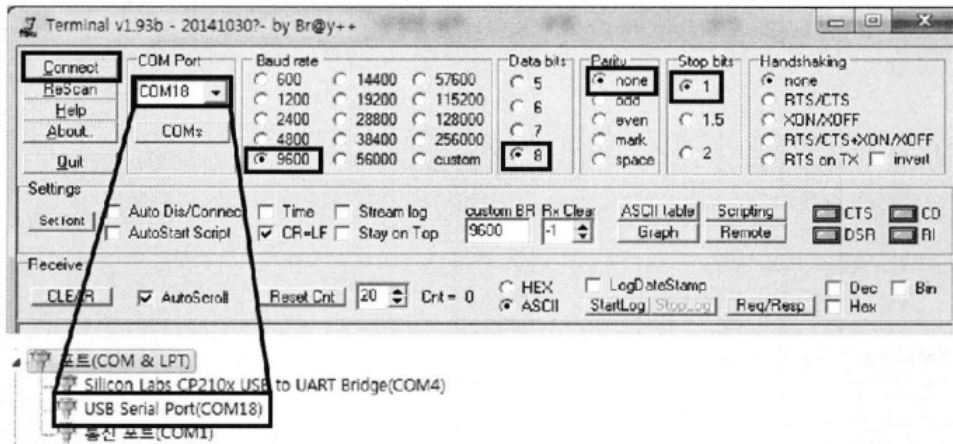 Terminal v1.93b - 20141030?- by Br@y++
Connect
ReScan
Help
About..
Quit
COM Port
COM18
COMs
Baud rate
600 14400 57600
1200 19200 115200
2400 28800 128000
4800 38400 256000
9600 56000 custom
Data bits
5
6
7
8
Parity
none
odd
even
mark
space
Stop bits
1
1.5
2
Handshaking
none
RTS/CTS
XON/XOFF
RTS/CTS+XON/XOFF
RTS on TX invert
Settings
Set font
Auto Dis/Connect Time Stream log
AutoStart Script CR=LF Stay on Top
custom BR Rx Clear
9600 -1
ASCII table Scripting
Graph Remote
CTS CD
DSR RI
Receive
CLEAR AutoScroll Reset Cnt 20 Cnt = 0
HEX
ASCII
LogDateStamp
StartLog StopLog Req/Resp
Dec Bin
Hex
포트(COM & LPT)
Silicon Labs CP210x USB to UART Bridge(COM4)
USB Serial Port(COM18)
통신 포트(COM1)